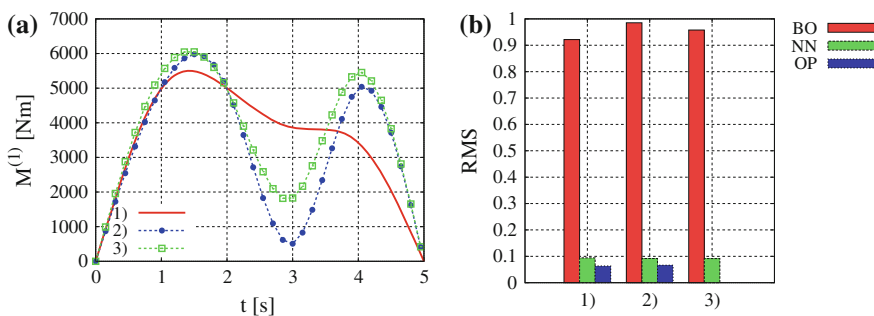 (a)
M(1) [Nm]
7000
6000
5000
4000
3000
2000
1000
0
1)
2)
3)
0 1 2 3 4 5
t [s]
(b)
RMS
1
0.9
0.8
0.7
0.6
0.5
0.4
0.3
0.2
0.1
0
1) 2) 3)
BO
NN
OP